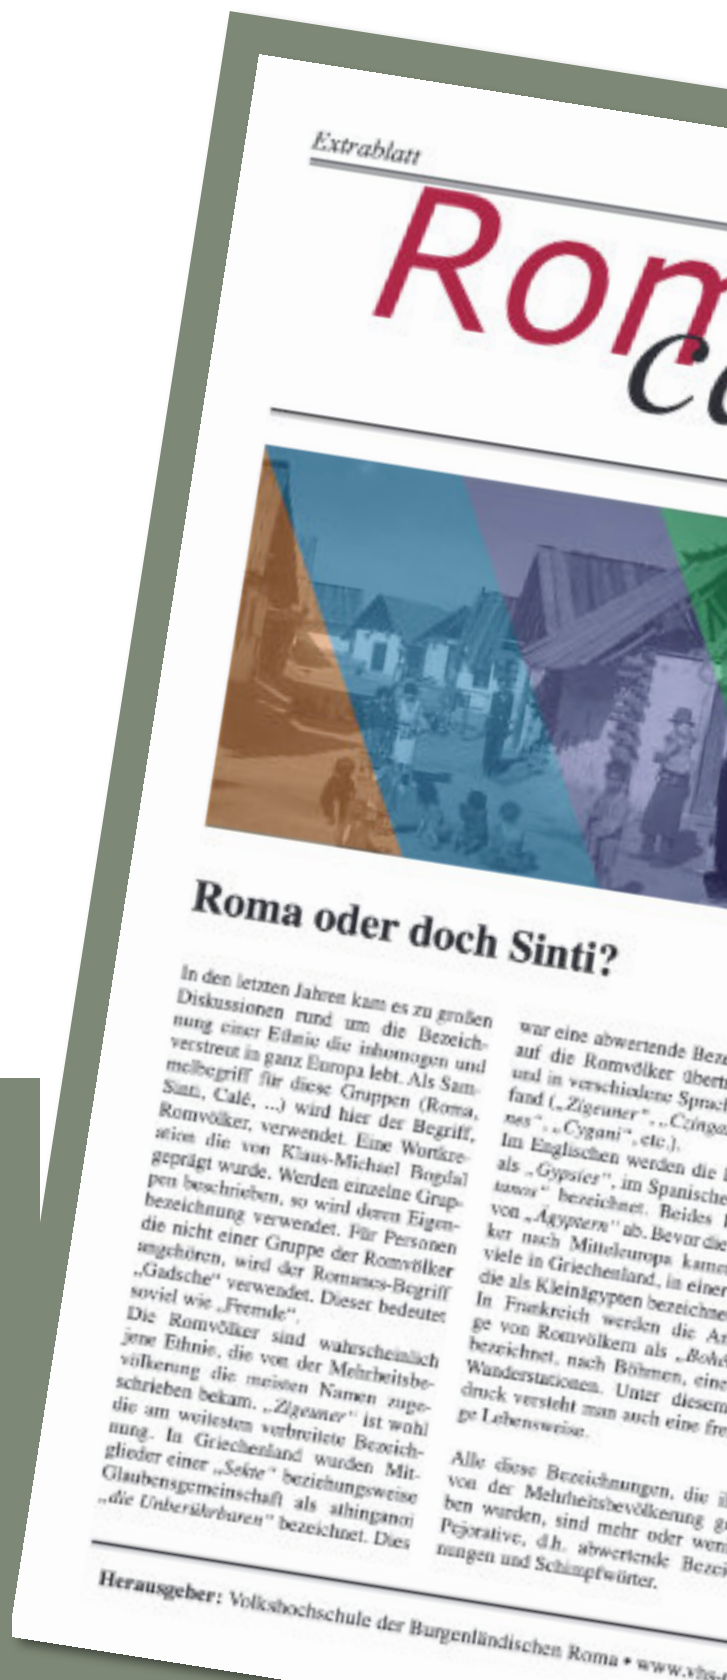 Extrablatt
Rom
ce
Roma oder doch Sinti?
In den letzten Jahren kam es zu großen
Diskussionen rund um die Bezeich-
nung einer Ethnie die inhomogen und
verstreut in ganz Europa lebt. Als Sam-
melbegriff für diese Gruppen (Roma,
Sinti, Calé, ...) wird hier der Begriff,
Romvölker, verwendet. Eine Wortkre-
ation die von Klaus-Michael Bogdal
geprägt wurde. Werden einzelne Grup-
pen beschrieben, so wird deren Eigen-
bezeichnung verwendet. Für Personen
die nicht einer Gruppe der Romvölker
angehören, wird der Romanes-Begriff
„Gadsche“ verwendet. Dieser bedeutet
soviel wie „Fremde“.
Die Romvölker sind wahrscheinlich
jene Ethnie, die von der Mehrheitsbe-
völkerung die meisten Namen zuge-
schrieben bekam. „Zigeuner“ ist wohl
die am weitesten verbreitete Bezeich-
nung. In Griechenland wurden Mit-
glieder einer „Sekte“ beziehungsweise
Glaubensgemeinschaft als athinganoi
„die Unberührbaren“ bezeichnet. Dies
war eine abwertende Beze
auf die Romvölker übert
und in verschiedene Sprac
fand („Zigeuner“, „Czinga
nes“, „Cygani“, etc.).
Im Englischen werden die
als „Gypsies“, im Spanische
tanos“ bezeichnet. Beides
von „Ägyptern“ ab. Bevor die
ker nach Mitteleuropa kame
viele in Griechenland, in einer
die als Kleinägypten bezeichne
In Frankreich werden die An
ge von Romvölkern als „Bohé
bezeichnet, nach Böhmen, eine
Wanderstationen. Unter diesem
druck versteht man auch eine fre
ge Lebensweise.
Alle diese Bezeichnungen, die i
von der Mehrheitsbevölkerung g
ben wurden, sind mehr oder wen
Pejorative, d.h. abwertende Bezei
nungen und Schimpfwörter.
Herausgeber: Volkshochschule der Burgenländischen Roma • www.vhs